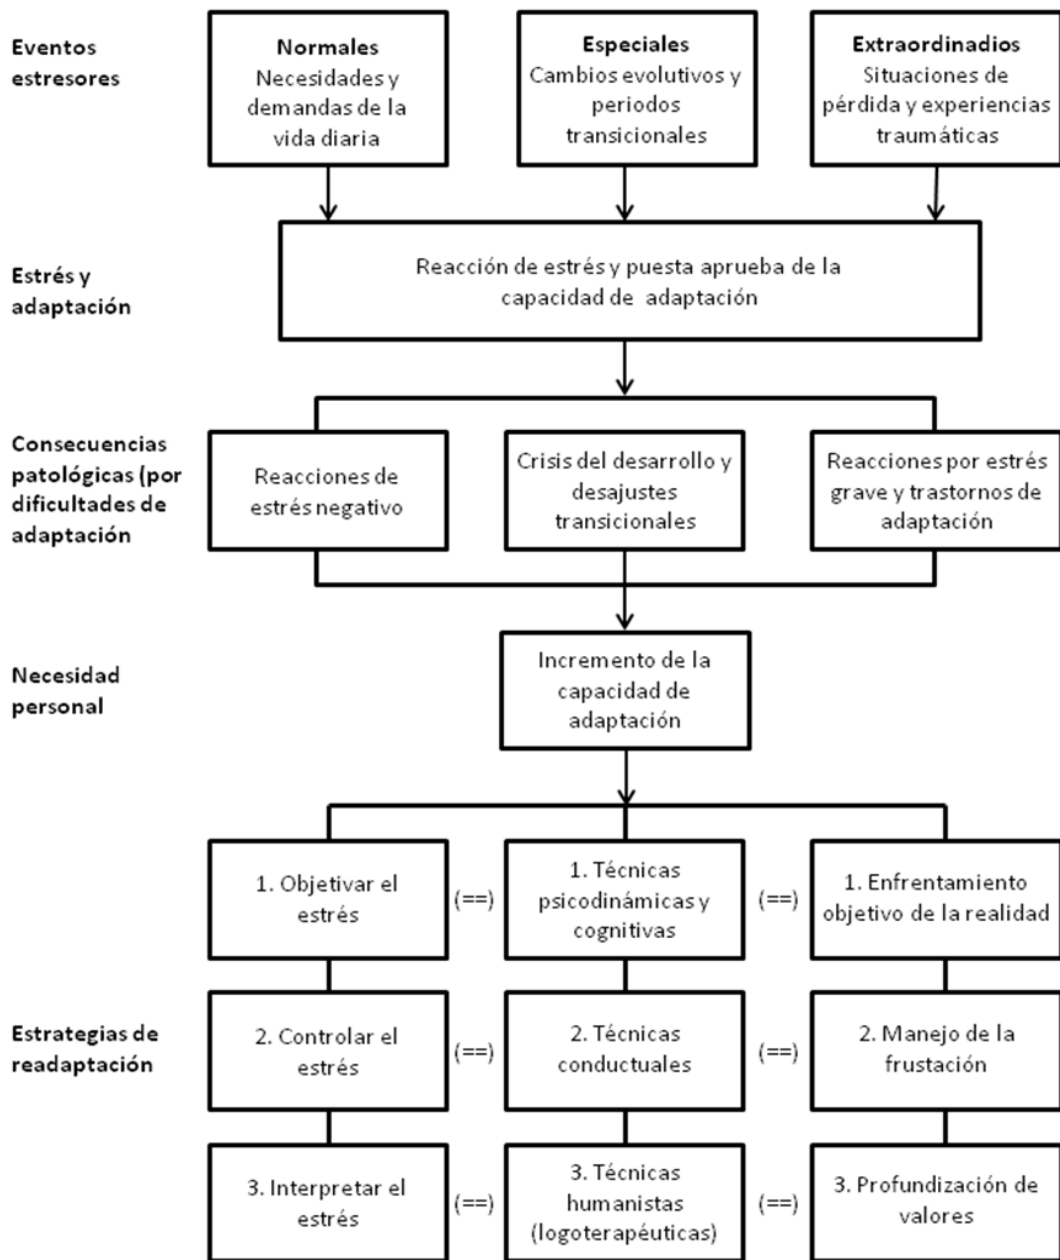 Eventos
estresores
Normales
Necesidades y
demandas de la
vida diaria
Especiales
Cambios evolutivos y
periodos
transicionales
Extraordinadios
Situaciones de
pérdida y experiencias
traumáticas
Estrés y
adaptación
Reacción de estrés y puesta aprueba de la
capacidad de adaptación
Consecuencias
patológicas (por
dificultades de
adaptación
Reacciones de
estrés negativo
Crisis del desarrollo y
desajustes
transicionales
Reacciones por estrés
grave y trastornos de
adaptación
Necesidad
personal
Incremento de la
capacidad de
adaptación
Estrategias de
readaptación
1. Objetivar el
estrés
(==)
1. Técnicas
psicodinámicas y
cognitivas
(==)
1. Enfrentamiento
objetivo de la realidad
2. Controlar el
estrés
(==)
2. Técnicas
conductuales
(==)
2. Manejo de la
frustación
3. Interpretar el
estrés
(==)
3. Técnicas
humanistas
(logoterapéuticas)
(==)
3. Profundización de
valores